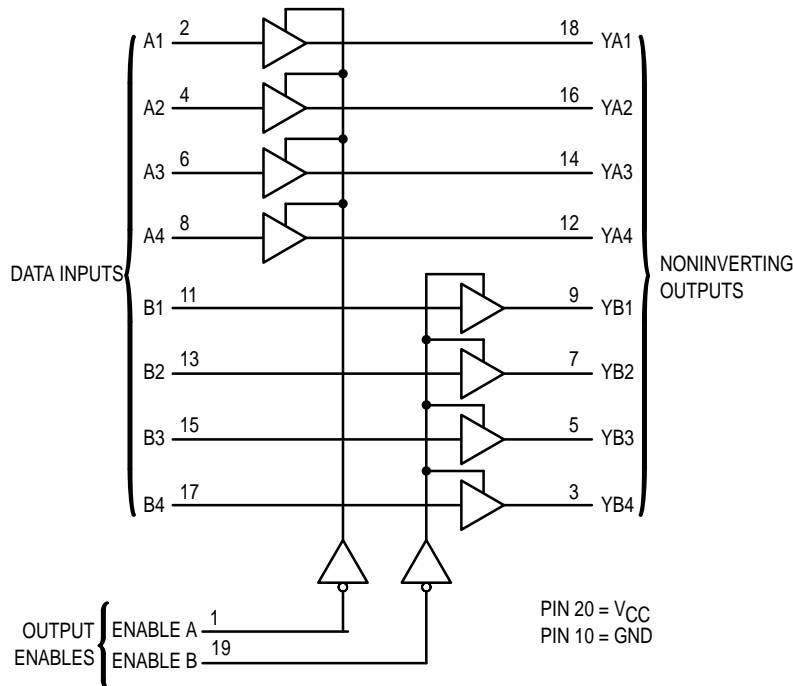 A1 2 18 YA1
A2 4 16 YA2
A3 6 14 YA3
A4 8 12 YA4
DATA INPUTS
NONINVERTING
OUTPUTS
B1 11 9 YB1
B2 13 7 YB2
B3 15 5 YB3
B4 17 3 YB4
OUTPUT
ENABLES
ENABLE A 1
ENABLE B 19
PIN 20 = VCC
PIN 10 = GND